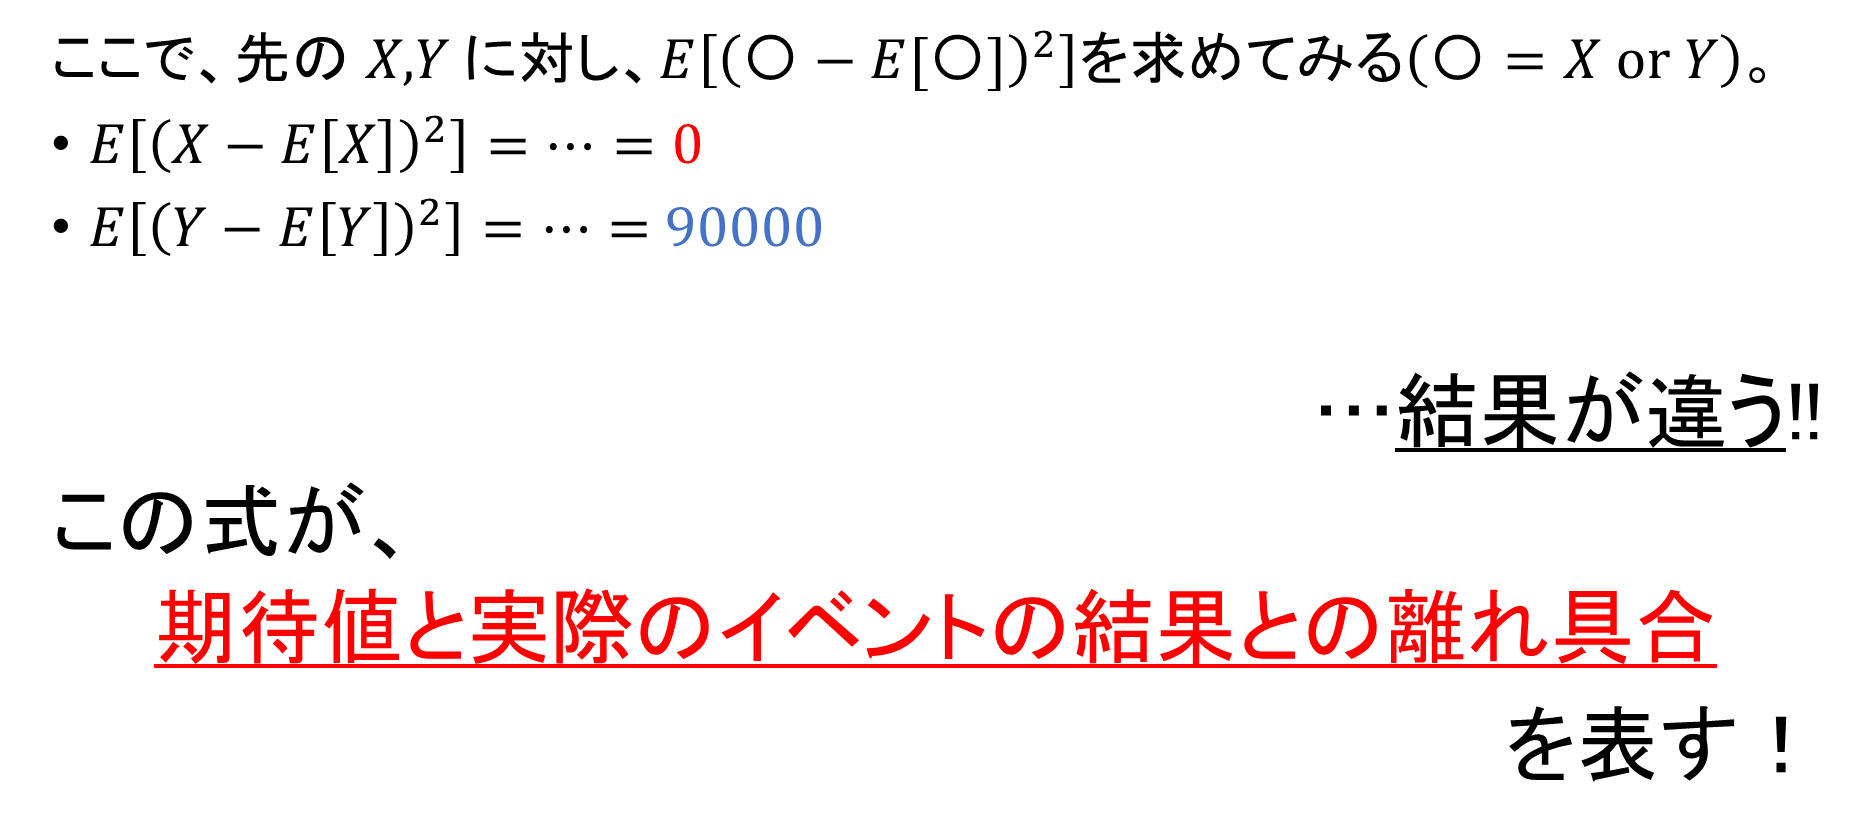 ここで、先の X,Y に対し、E[(〇 − E[〇])²]を求めてみる(〇 = X or Y)。
• E[(X − E[X])²] = ⋯ = 0
• E[(Y − E[Y])²] = ⋯ = 90000
…結果が違う!!
この式が、
期待値と実際のイベントの結果との離れ具合
を表す！